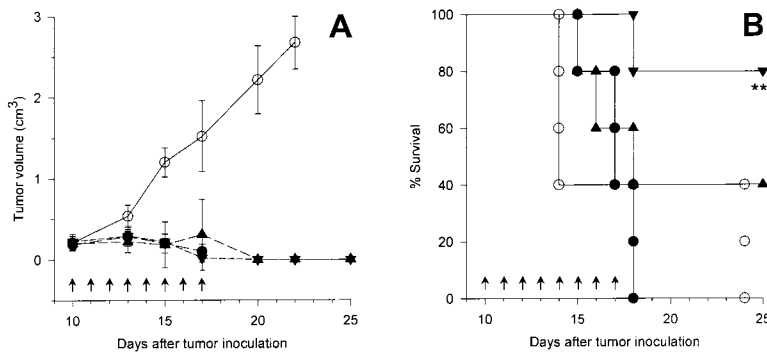 A
3
2
1
0
Tumor volume (cm3)
10 15 20 25
Days after tumor inoculation
B
100
80
60
40
20
0
% Survival
**
10 15 20 25
Days after tumor inoculation